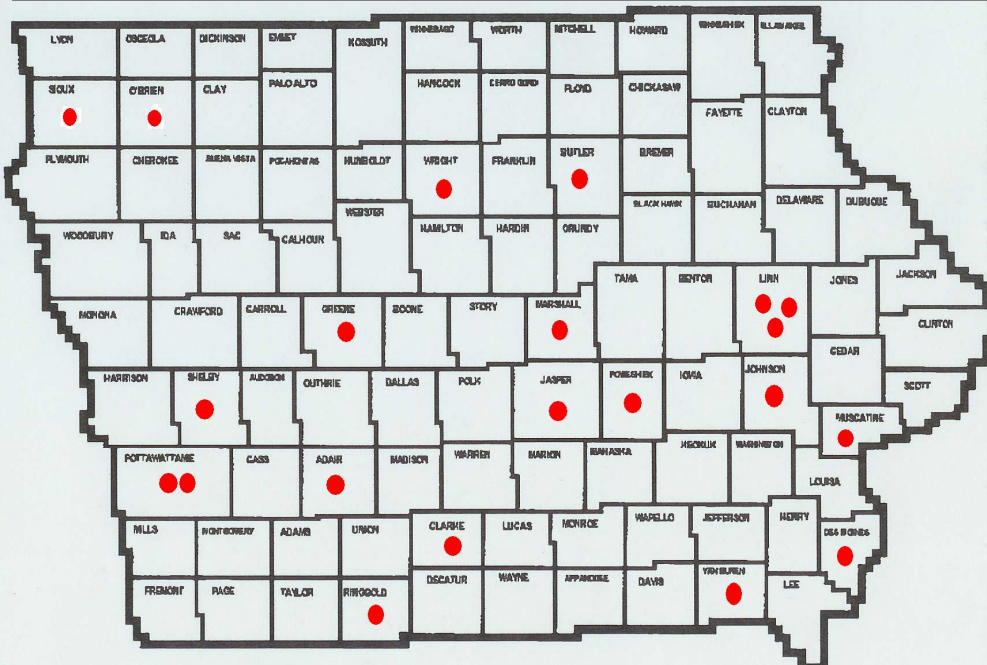 LYON
OSCEOLA
DICKINSON
EMMET
KOSSUTH
WINNEBAGO
WORTH
MITCHELL
HOWARD
WINNESHIEK
ALLAMAKEE
SIOUX
O'BRIEN
CLAY
PALO ALTO
HANCOCK
CERRO GORDO
FLOYD
CHICKASAW
FAYETTE
CLAYTON
PLYMOUTH
CHEROKEE
BUENA VISTA
POCAHONTAS
HUMBOLDT
WRIGHT
FRANKLIN
BUTLER
BREMER
WEBSTER
BLACK HAWK
BUCHANAN
DELAWARE
DUBUQUE
WOODBURY
IDA
SAC
CALHOUN
HAMILTON
HARDIN
GRUNDY
TAMA
BENTON
LINN
JONES
JACKSON
MONONA
CRAWFORD
CARROLL
GREENE
BOONE
STORY
MARSHALL
CLINTON
CEDAR
HARRISON
SHELBY
AUDOBON
GUTHRIE
DALLAS
POLK
JASPER
POWESHIEK
IOWA
JOHNSON
SCOTT
MUSCATINE
POTTAWATTAMIE
CASS
ADAIR
MADISON
WARREN
MARION
MAHASKA
KEOKUK
WASHINGTON
LOUISA
MILLS
MONTGOMERY
ADAMS
UNION
CLARKE
LUCAS
MONROE
WAPELLO
JEFFERSON
HENRY
DES MOINES
FREMONT
PAGE
TAYLOR
RINGGOLD
DECATUR
WAYNE
APPANOOSE
DAVIS
VAN BUREN
LEE